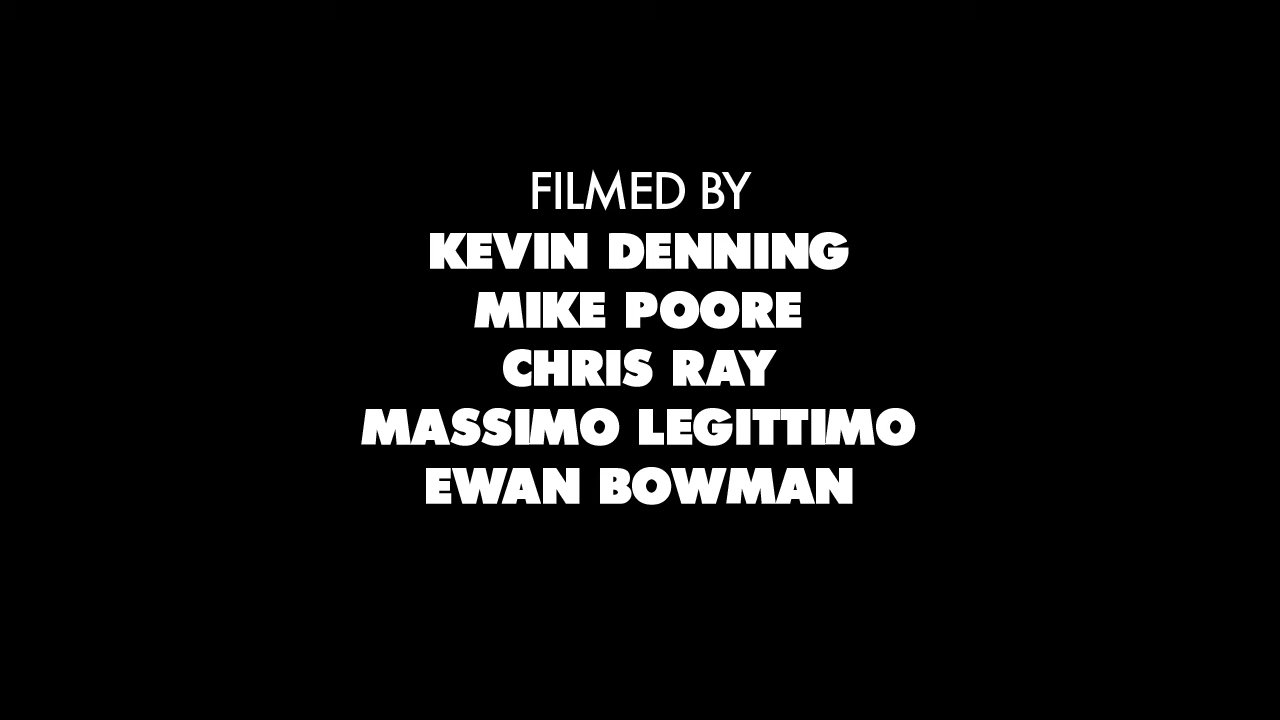 FILMED BY
KEVIN DENNING
MIKE POORE
CHRIS RAY
MASSIMO LEGITTIMO
EWAN BOWMAN